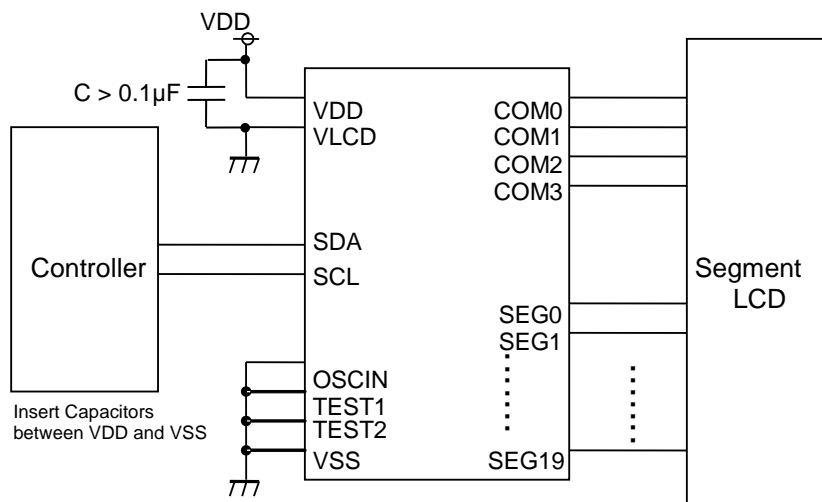 VDD
C > 0.1µF
VDD
VLCD
COM0
COM1
COM2
COM3
SDA
SCL
Controller
Segment
LCD
SEG0
SEG1
OSCIN
TEST1
TEST2
VSS
SEG19
Insert Capacitors
between VDD and VSS